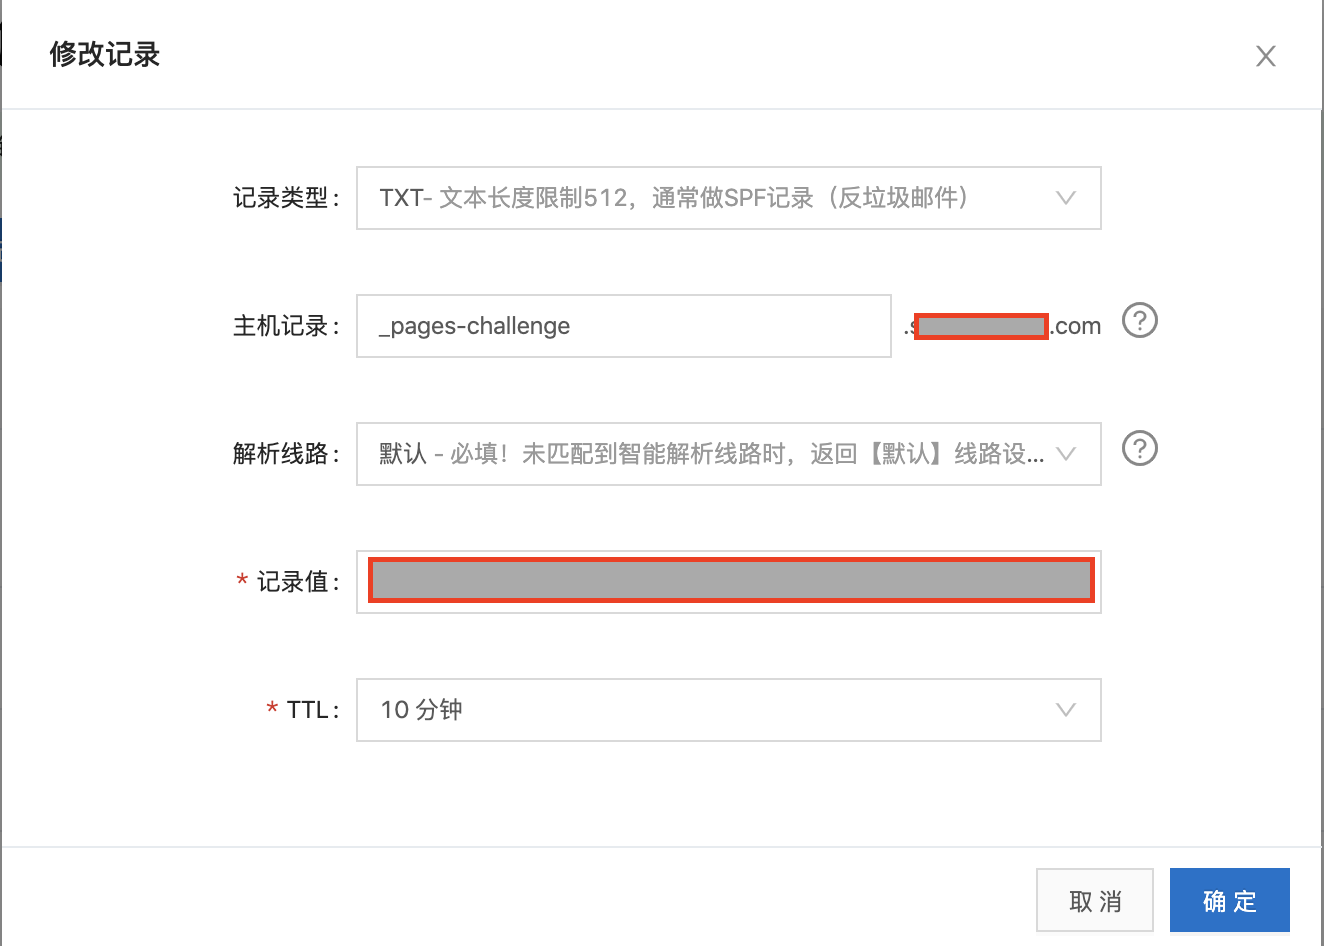 修改记录
记录类型: TXT- 文本长度限制512，通常做SPF记录（反垃圾邮件）
主机记录: _pages-challenge .s .com ?
解析线路: 默认 - 必填！未匹配到智能解析线路时，返回【默认】线路设... ?
* 记录值:
* TTL: 10 分钟
取 消 确 定